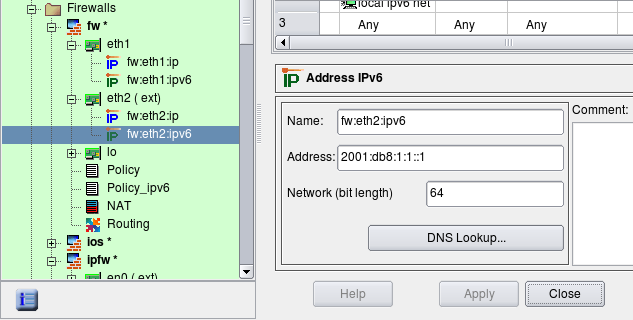 Firewalls
fw *
eth1
fw:eth1:ip
fw:eth1:ipv6
eth2 ( ext)
fw:eth2:ip
fw:eth2:ipv6
lo
Policy
Policy_ipv6
NAT
Routing
ios *
ipfw *
en0 ( ext)
local ipv6 net
3 Any Any Any
IP Address IPv6
Name: fw:eth2:ipv6
Address: 2001:db8:1:1::1
Network (bit length) 64
DNS Lookup...
Comment:
Help Apply Close